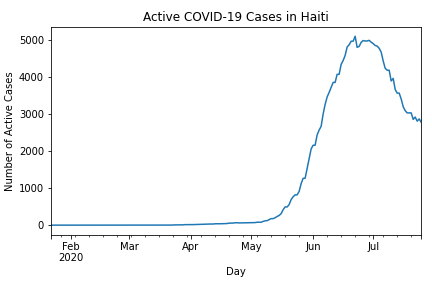 Active COVID-19 Cases in Haiti
Number of Active Cases
5000
4000
3000
2000
1000
0
Feb Mar Apr May Jun Jul
2020
Day